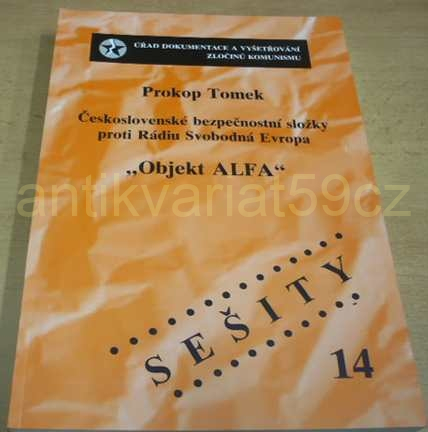 ÚŘAD DOKUMENTACE A VYŠETŘOVÁNÍ
ZLOČINŮ KOMUNISMU
Prokop Tomek
Československé bezpečnostní složky
proti Rádiu Svobodná Evropa
„Objekt ALFA“
antikvariat59cz
SEŠITY
14